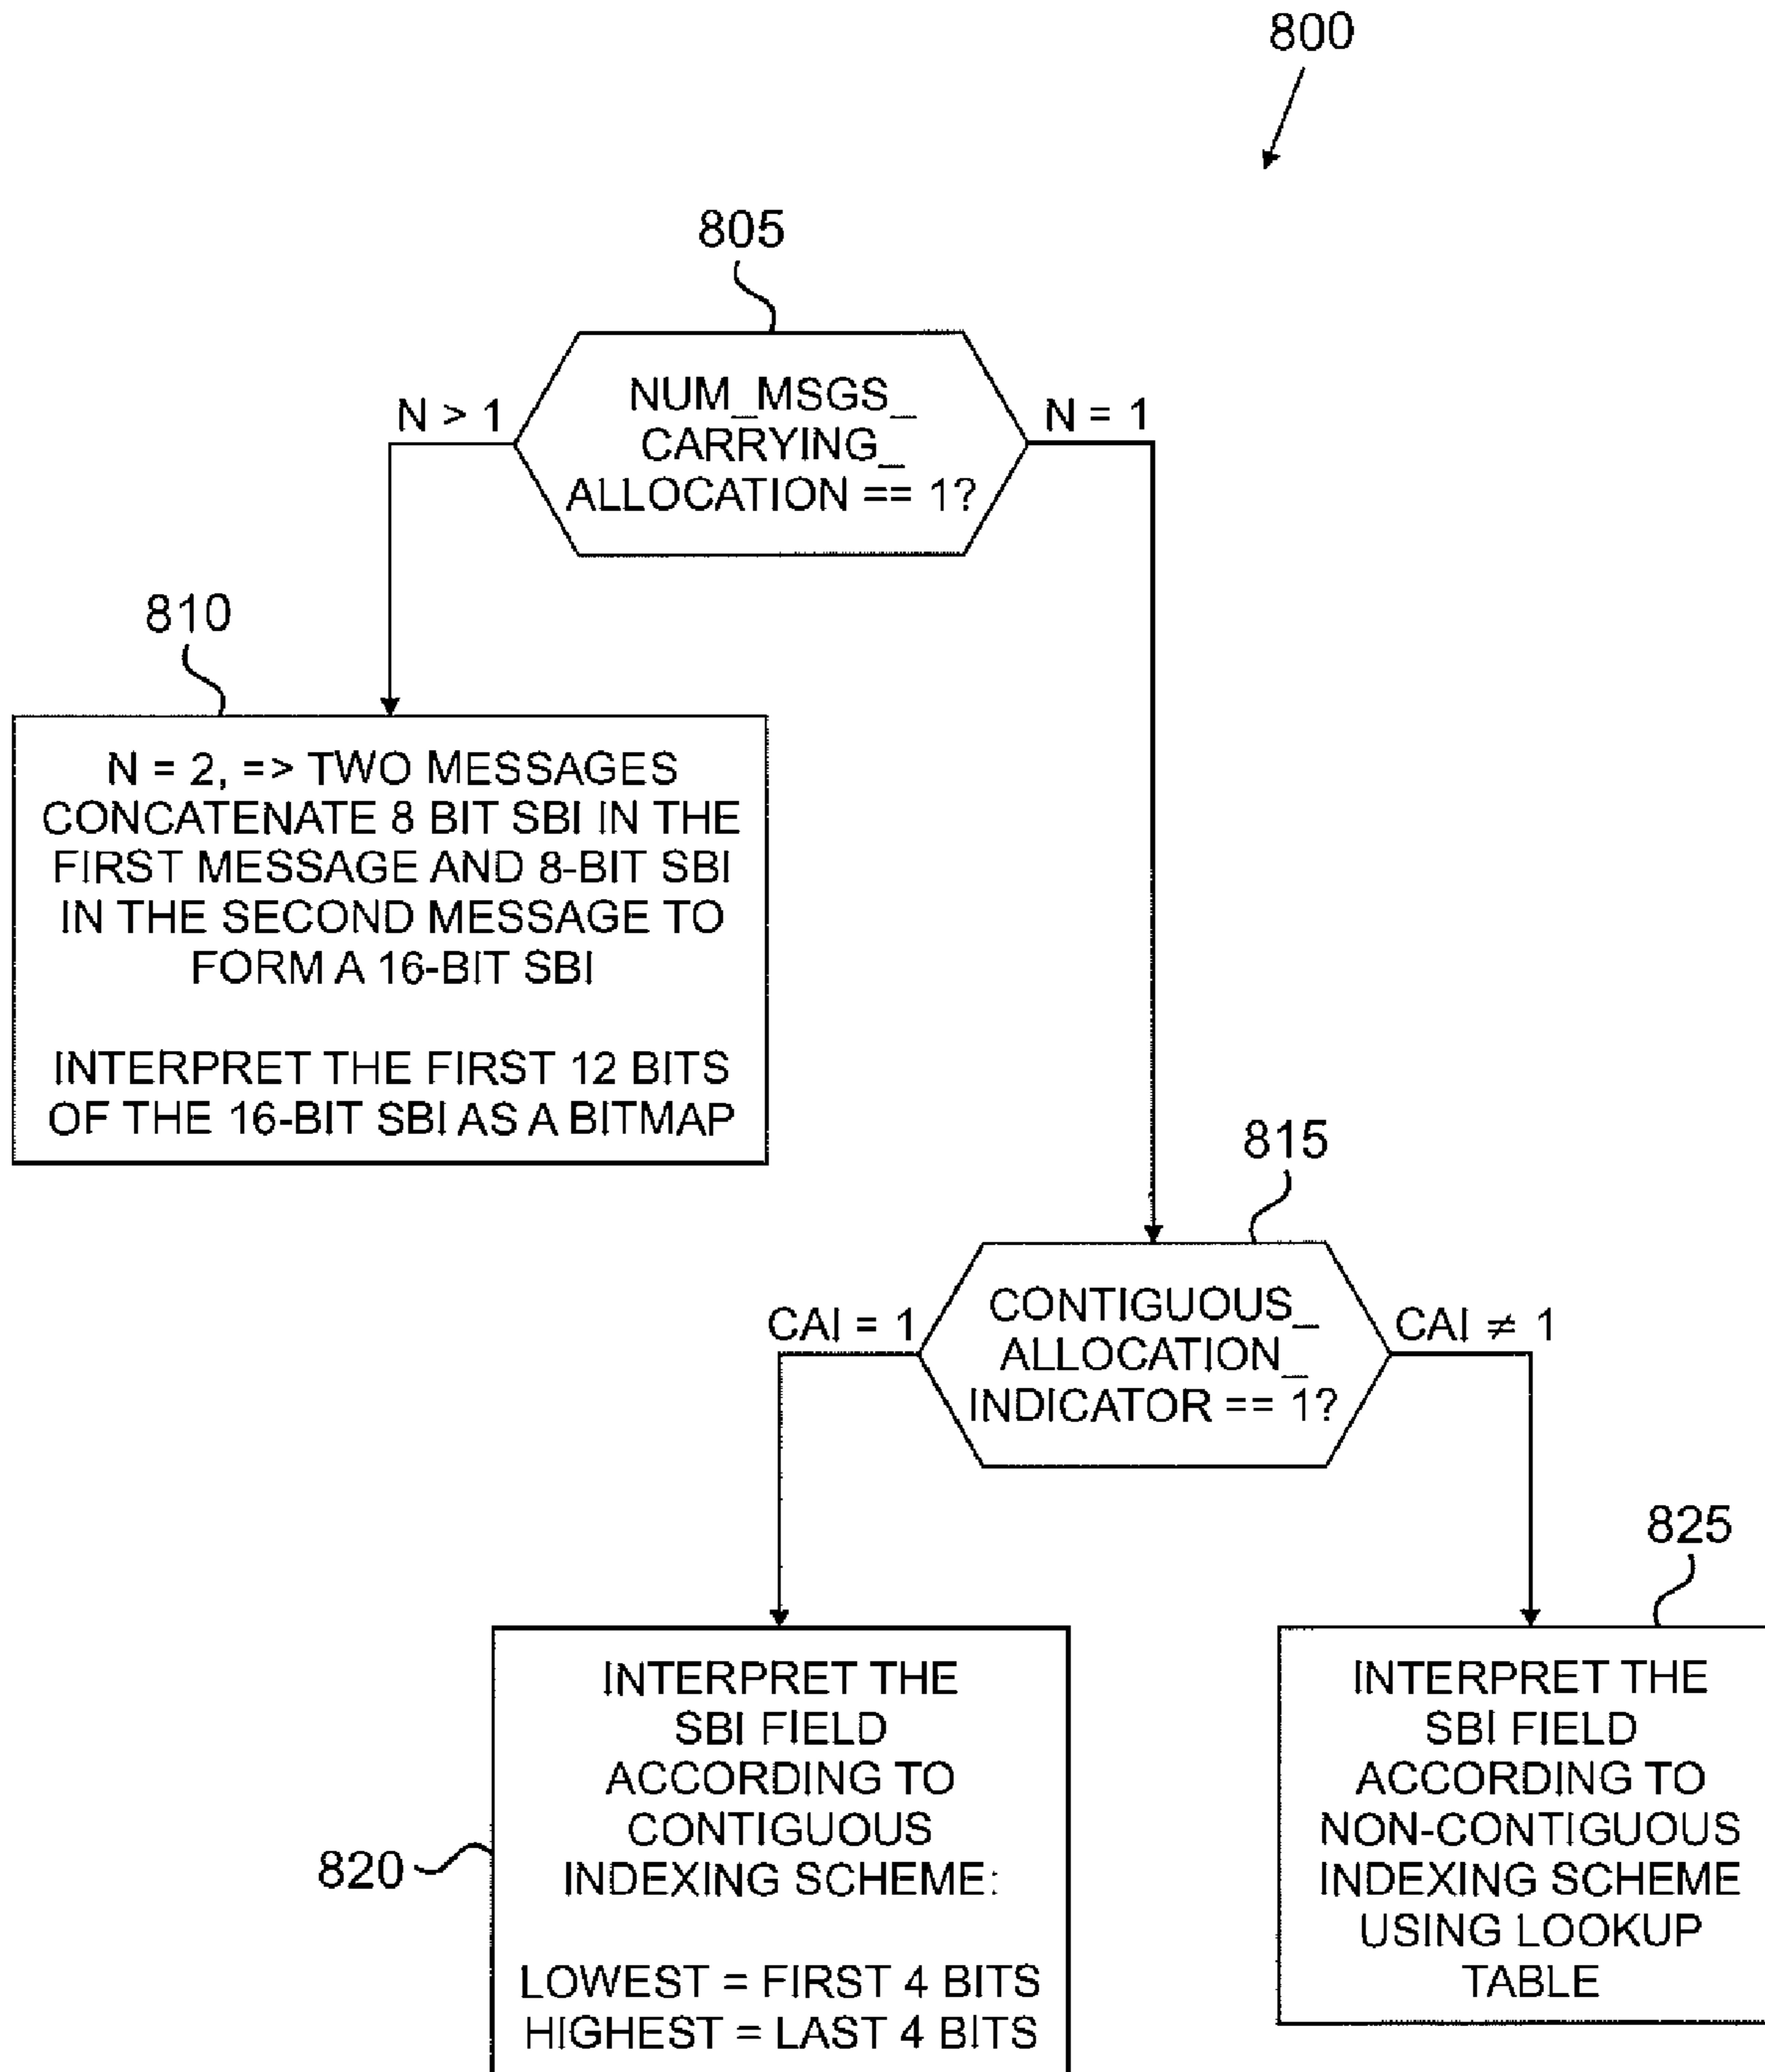 800
805
NUM_MSGS_
CARRYING_
ALLOCATION == 1?
N > 1
N = 1
810
N = 2, => TWO MESSAGES
CONCATENATE 8 BIT SBI IN THE
FIRST MESSAGE AND 8-BIT SBI
IN THE SECOND MESSAGE TO
FORM A 16-BIT SBI
INTERPRET THE FIRST 12 BITS
OF THE 16-BIT SBI AS A BITMAP
815
CONTIGUOUS_
ALLOCATION_
INDICATOR == 1?
CAI = 1
CAI ≠ 1
820
INTERPRET THE
SBI FIELD
ACCORDING TO
CONTIGUOUS
INDEXING SCHEME:
LOWEST = FIRST 4 BITS
HIGHEST = LAST 4 BITS
825
INTERPRET THE
SBI FIELD
ACCORDING TO
NON-CONTIGUOUS
INDEXING SCHEME
USING LOOKUP
TABLE